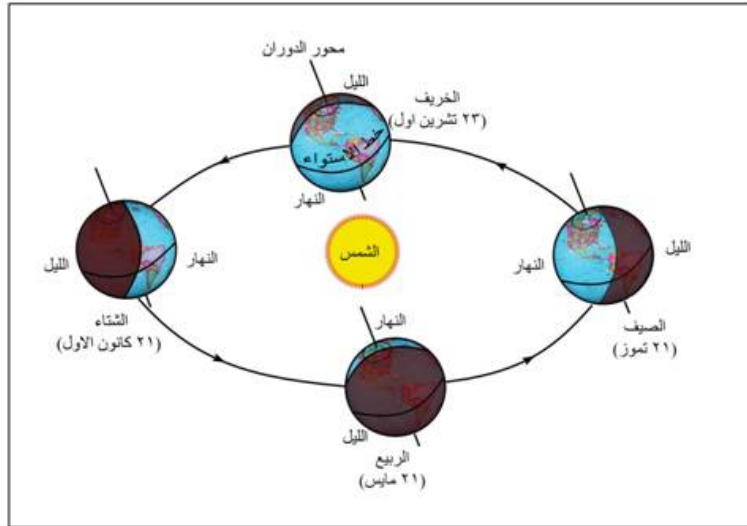 محور الدوران
الليل
الخريف
(٢٣ تشرين اول)
خط الاستواء
النهار
الليل
النهار
الشتاء
(٢١ كانون الاول)
الشمس
الليل
النهار
الصيف
(٢١ تموز)
النهار
الليل
الربيع
(٢١ مايس)